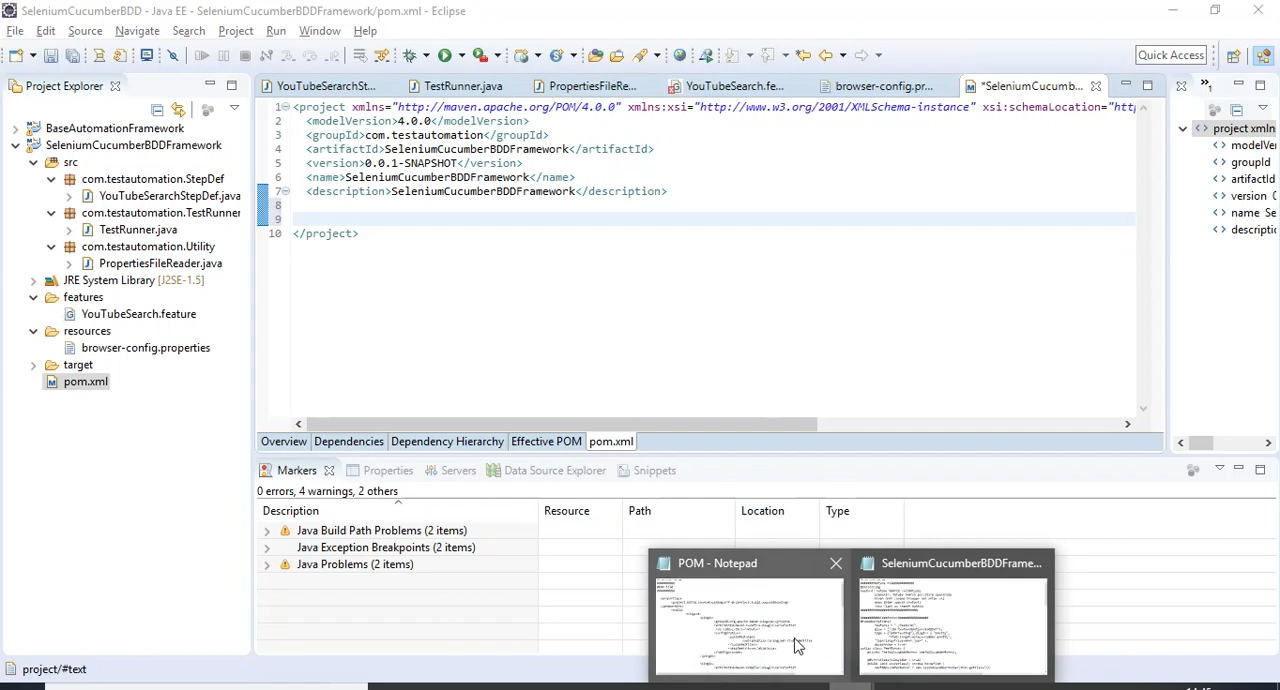 SeleniumCucumberBDD - Java EE - SeleniumCucumberBDDFramework/pom.xml - Eclipse
File Edit Source Navigate Search Project Run Window Help
Quick Access
Project Explorer
BaseAutomationFramework
SeleniumCucumberBDDFramework
src
com.testautomation.StepDef
YouTubeSerarchStepDef.java
com.testautomation.TestRunner
TestRunner.java
com.testautomation.Utility
PropertiesFileReader.java
JRE System Library [J2SE-1.5]
features
YouTubeSearch.feature
resources
browser-config.properties
target
pom.xml
YouTubeSerarchSt... TestRunner.java PropertiesFileRe... YouTubeSearch.fe... browser-config.pr... *SeleniumCucumb...
1 <project xmlns="http://maven.apache.org/POM/4.0.0" xmlns:xsi="http://www.w3.org/2001/XMLSchema-instance" xsi:schemaLocation="http
2 <modelVersion>4.0.0</modelVersion>
3 <groupId>com.testautomation</groupId>
4 <artifactId>SeleniumCucumberBDDFramework</artifactId>
5 <version>0.0.1-SNAPSHOT</version>
6 <name>SeleniumCucumberBDDFramework</name>
7 <description>SeleniumCucumberBDDFramework</description>
8
9
10 </project>
Overview Dependencies Dependency Hierarchy Effective POM pom.xml
project xmln
modelVer
groupId
artifactId
version 0
name Se
descriptio
Markers Properties Servers Data Source Explorer Snippets
0 errors, 4 warnings, 2 others
Description Resource Path Location Type
Java Build Path Problems (2 items)
Java Exception Breakpoints (2 items)
Java Problems (2 items)
POM - Notepad
SeleniumCucumberBDDFrame...
project/#text